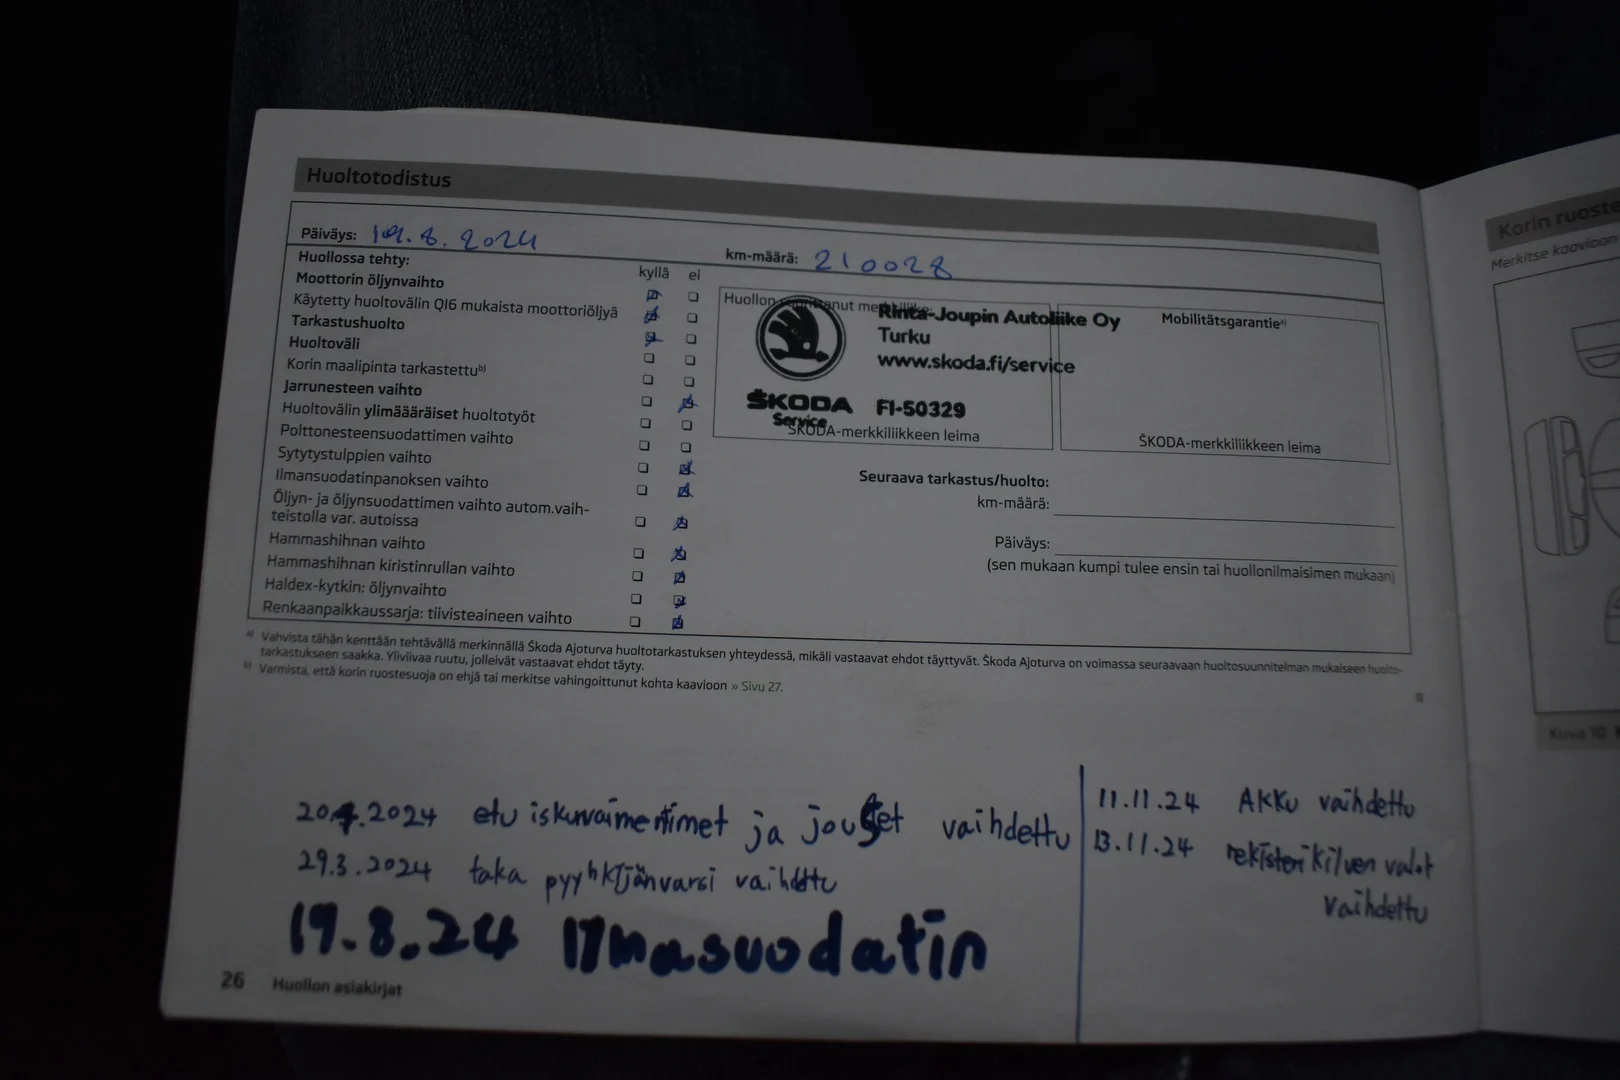 Huoltotodistus
Päiväys: 19.8.2024
km-määrä: 210028
Huollossa tehty:
kyllä ei
Moottorin öljynvaihto
Käytetty huoltovälin QI6 mukaista moottoriöljyä
Tarkastushuolto
Huoltoväli
Korin maalipinta tarkastettu b)
Jarrunesteen vaihto
Huoltovälin ylimääräiset huoltotyöt
Polttonesteensuodattimen vaihto
Sytytystulppien vaihto
Ilmansuodatinpanoksen vaihto
Öljyn- ja öljynsuodattimen vaihto autom.vaih-
teistolla var. autoissa
Hammashihnan vaihto
Hammashihnan kiristinrullan vaihto
Haldex-kytkin: öljynvaihto
Renkaanpaikkaussarja: tiivisteaineen vaihto
Huollon
Rinta-Joupin Autoliike Oy
Turku
www.skoda.fi/service
ŠKODA FI-50329
Service
ŠKODA-merkkiliikkeen leima
Mobilitätsgarantie a)
ŠKODA-merkkiliikkeen leima
Seuraava tarkastus/huolto:
km-määrä:
Päiväys:
(sen mukaan kumpi tulee ensin tai huollonilmaisimen mukaan)
a) Vahvista tähän kenttään tehtävällä merkinnällä Škoda Ajoturva huoltotarkastuksen yhteydessä, mikäli vastaavat ehdot täyttyvät. Škoda Ajoturva on voimassa seuraavaan huoltosuunnitelman mukaiseen huolto-
tarkastukseen saakka. Yliviivaa ruutu, jolleivät vastaavat ehdot täyty.
b) Varmista, että korin ruostesuoja on ehjä tai merkitse vahingoittunut kohta kaavioon » Sivu 27.
20.4.2024 etu iskunvaimentimet ja jouset vaihdettu
29.3.2024 taka pyyhkijänvarsi vaihdettu
19.8.24 Ilmasuodatin
11.11.24 AKKU vaihdettu
13.11.24 rekisterikilven valot
vaihdettu
26 Huollon asiakirjat
Korin ruoste
Merkitse kaavioon
Kuva 10